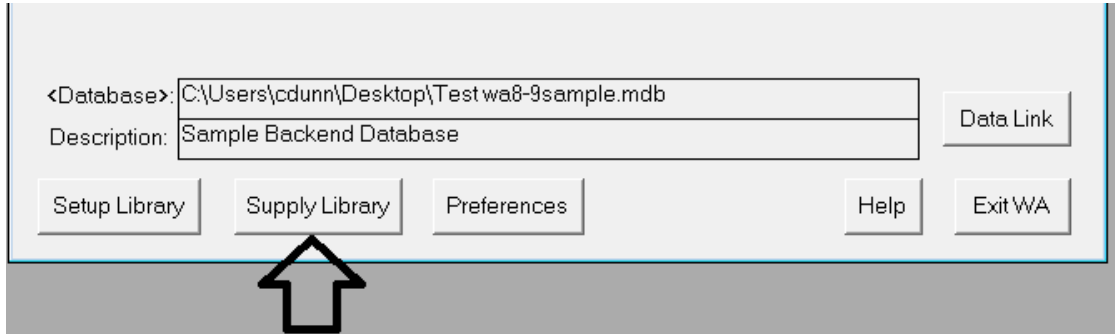 <Database>: C:\Users\cdunn\Desktop\Test wa8-9sample.mdb
Description: Sample Backend Database
Data Link
Setup Library Supply Library Preferences Help Exit WA